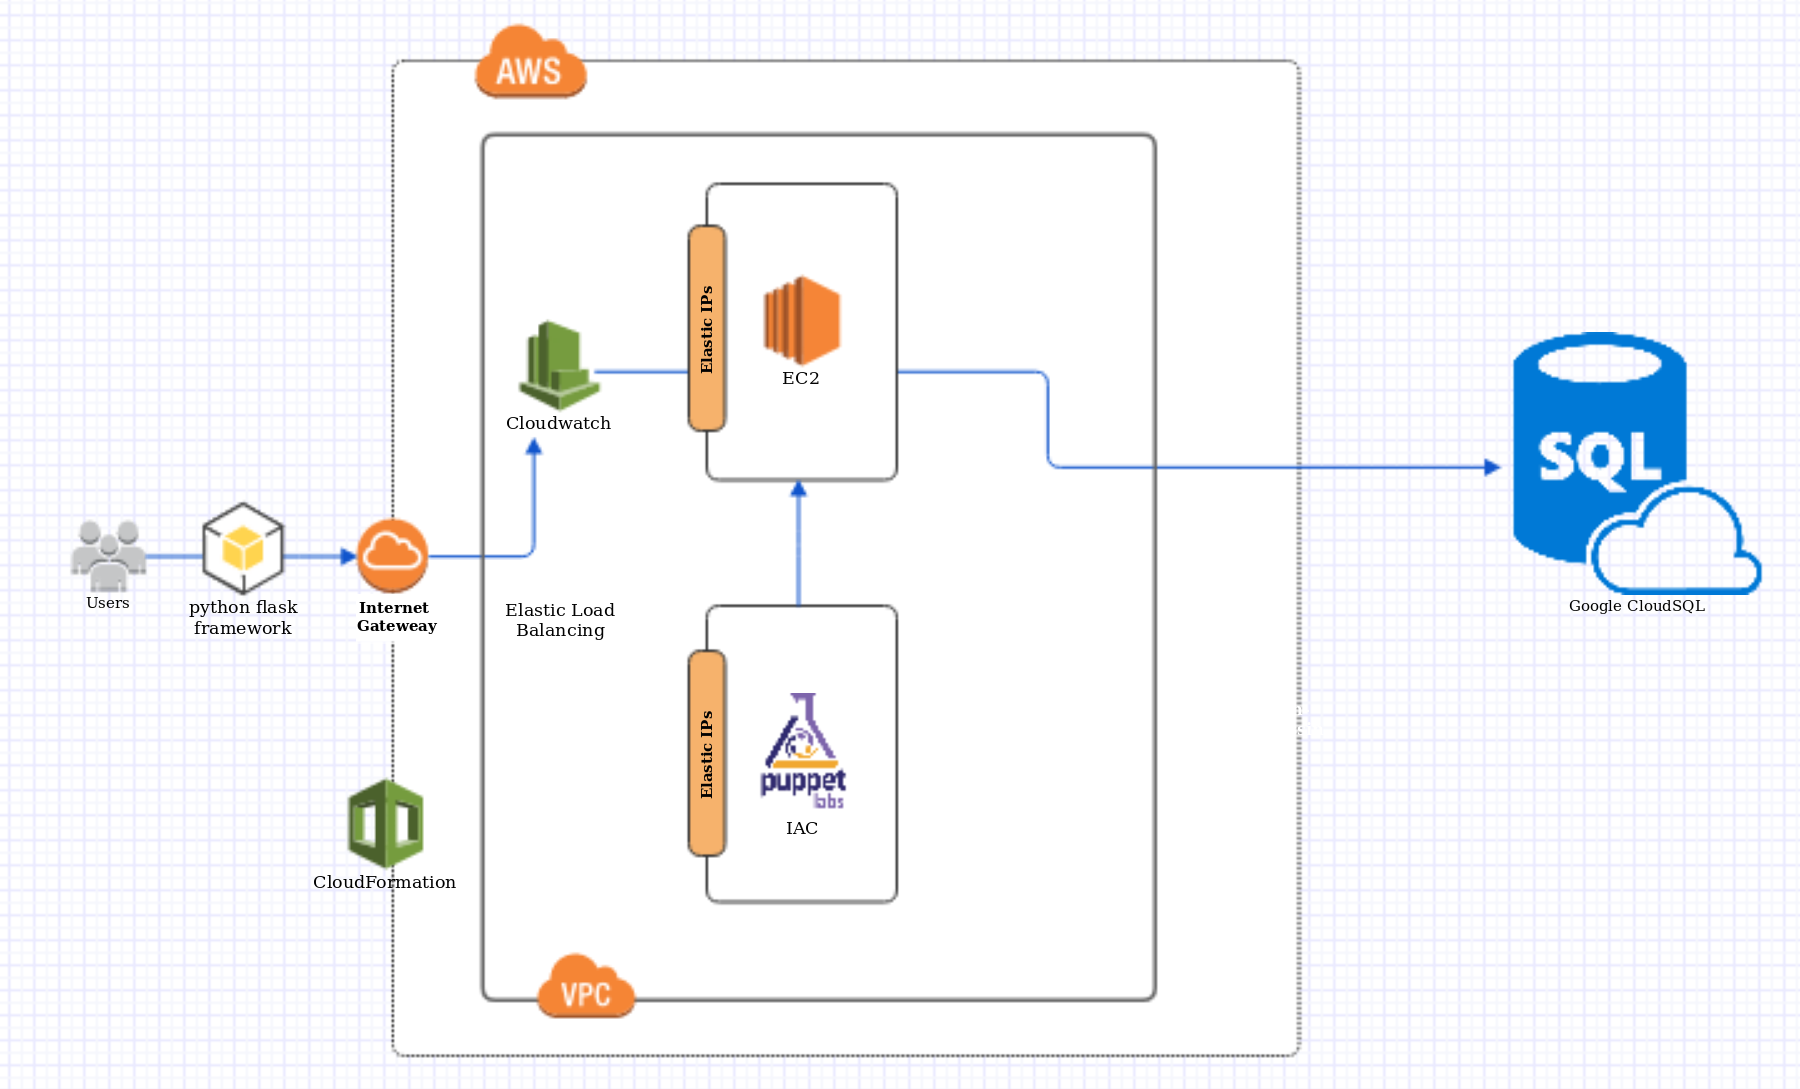 AWS
Elastic IPs
EC2
Cloudwatch
SQL
Users
python flask
framework
Internet
Gateweay
Elastic Load
Balancing
Google CloudSQL
Elastic IPs
puppet
labs
IAC
CloudFormation
VPC